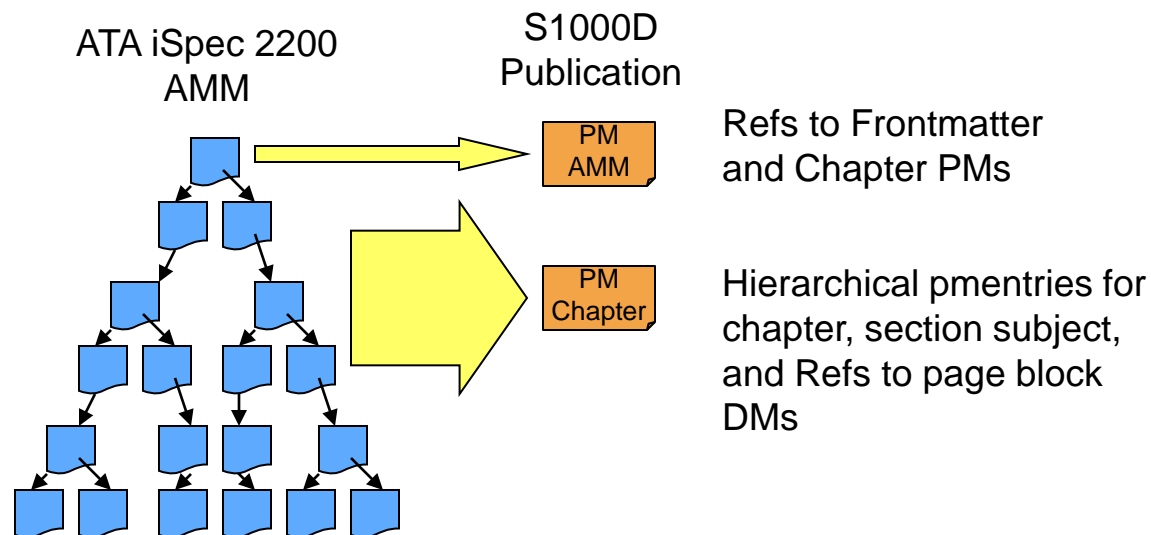 ATA iSpec 2200
AMM
S1000D
Publication
PM
AMM
Refs to Frontmatter
and Chapter PMs
PM
Chapter
Hierarchical pmentries for
chapter, section subject,
and Refs to page block
DMs